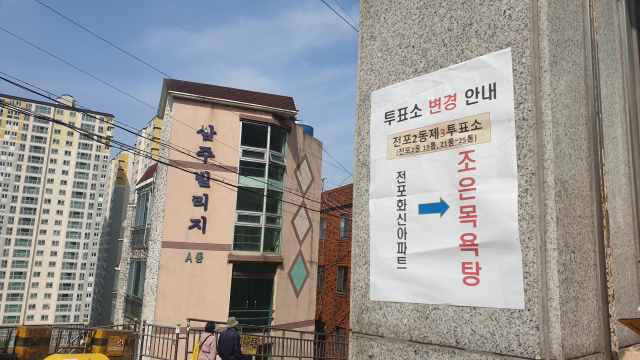 투표소 변경 안내
전포2동제3투표소
(전포2동 19통, 21통~25통)
전포화신아파트
조은목욕탕
삼주빌리지
A동